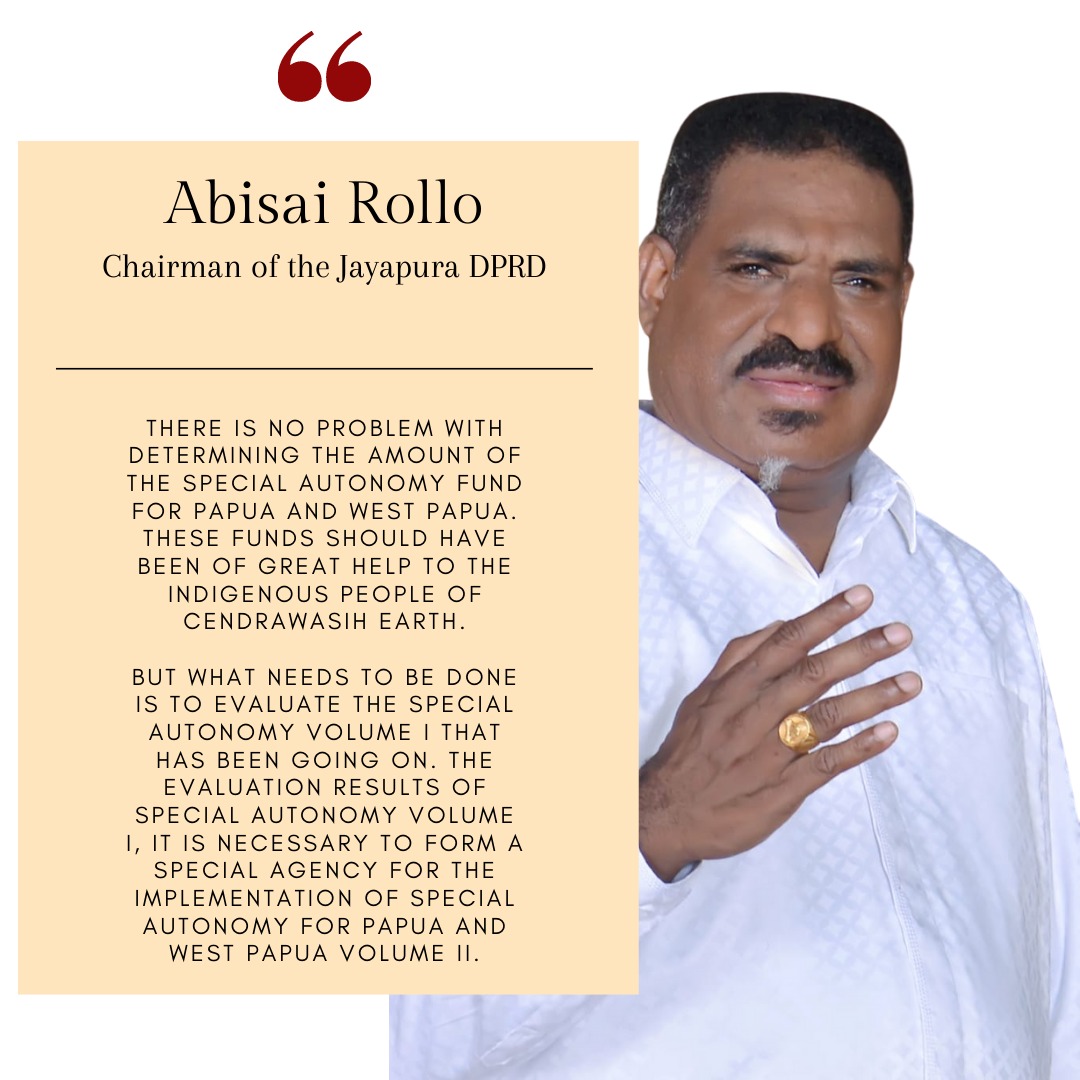 Abisai Rollo
Chairman of the Jayapura DPRD
THERE IS NO PROBLEM WITH
DETERMINING THE AMOUNT OF
THE SPECIAL AUTONOMY FUND
FOR PAPUA AND WEST PAPUA.
THESE FUNDS SHOULD HAVE
BEEN OF GREAT HELP TO THE
INDIGENOUS PEOPLE OF
CENDRAWASIH EARTH.
BUT WHAT NEEDS TO BE DONE
IS TO EVALUATE THE SPECIAL
AUTONOMY VOLUME I THAT
HAS BEEN GOING ON. THE
EVALUATION RESULTS OF
SPECIAL AUTONOMY VOLUME
I, IT IS NECESSARY TO FORM A
SPECIAL AGENCY FOR THE
IMPLEMENTATION OF SPECIAL
AUTONOMY FOR PAPUA AND
WEST PAPUA VOLUME II.